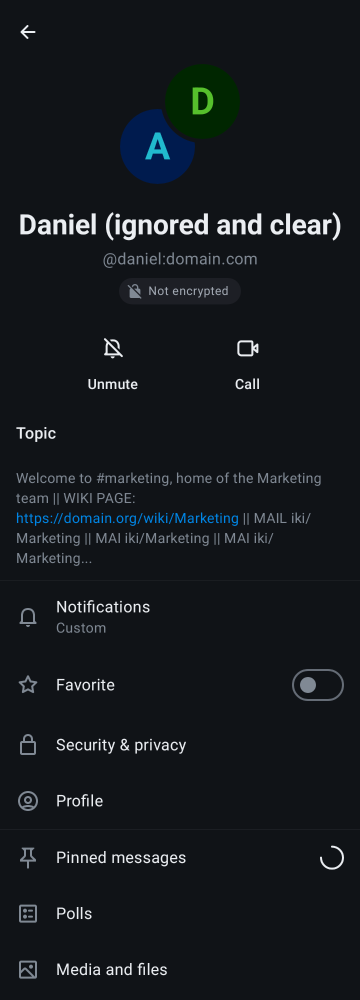 D
A
Daniel (ignored and clear)
@daniel:domain.com
Not encrypted
Unmute
Call
Topic
Welcome to #marketing, home of the Marketing
team || WIKI PAGE:
https://domain.org/wiki/Marketing || MAIL iki/
Marketing || MAI iki/Marketing || MAI iki/
Marketing...
Notifications
Custom
Favorite
Security & privacy
Profile
Pinned messages
Polls
Media and files